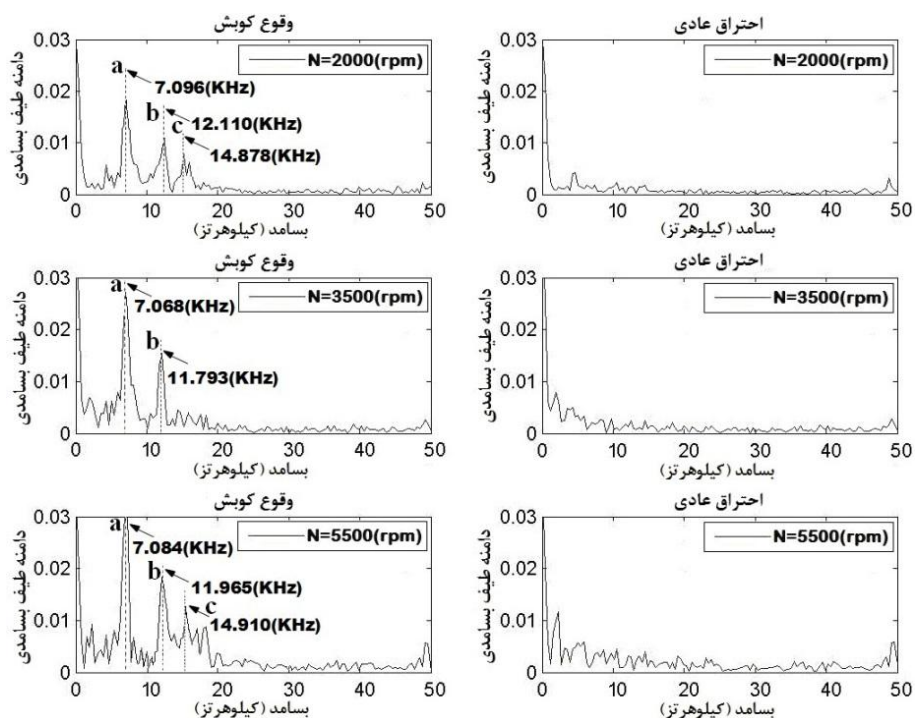 وقوع کوبش
احتراق عادی
0.03
0.02
0.01
0
دامنه طیف بسامدی
N=2000(rpm)
a
7.096(KHz)
b
12.110(KHz)
c
14.878(KHz)
0 10 20 30 40 50
بسامد (کیلوهرتز)
0.03
0.02
0.01
0
دامنه طیف بسامدی
N=2000(rpm)
0 10 20 30 40 50
بسامد (کیلوهرتز)
وقوع کوبش
احتراق عادی
0.03
0.02
0.01
0
دامنه طیف بسامدی
N=3500(rpm)
a
7.068(KHz)
b
11.793(KHz)
0 10 20 30 40 50
بسامد (کیلوهرتز)
0.03
0.02
0.01
0
دامنه طیف بسامدی
N=3500(rpm)
0 10 20 30 40 50
بسامد (کیلوهرتز)
وقوع کوبش
احتراق عادی
0.03
0.02
0.01
0
دامنه طیف بسامدی
N=5500(rpm)
a
7.084(KHz)
b
11.965(KHz)
c
14.910(KHz)
0 10 20 30 40 50
بسامد (کیلوهرتز)
0.03
0.02
0.01
0
دامنه طیف بسامدی
N=5500(rpm)
0 10 20 30 40 50
بسامد (کیلوهرتز)